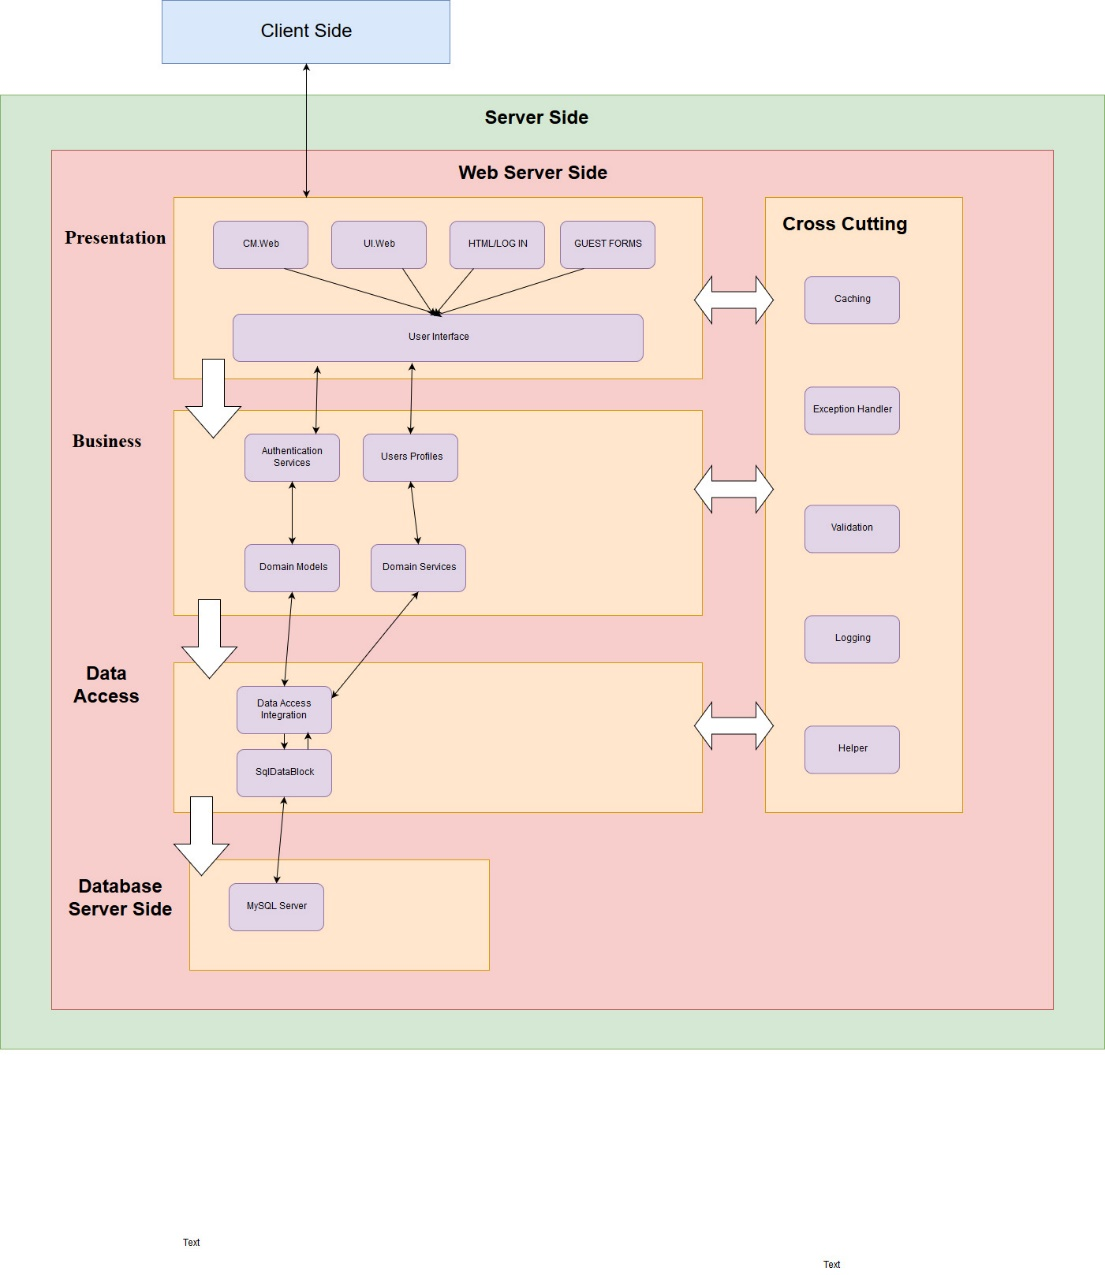 Client Side
Server Side
Web Server Side
Presentation
CM.Web
UI.Web
HTML/LOG IN
GUEST FORMS
User Interface
Cross Cutting
Caching
Exception Handler
Validation
Logging
Helper
Business
Authentication
Services
Users Profiles
Domain Models
Domain Services
Data
Access
Data Access
Integration
SqlDataBlock
Database
Server Side
MySQL Server
Text
Text